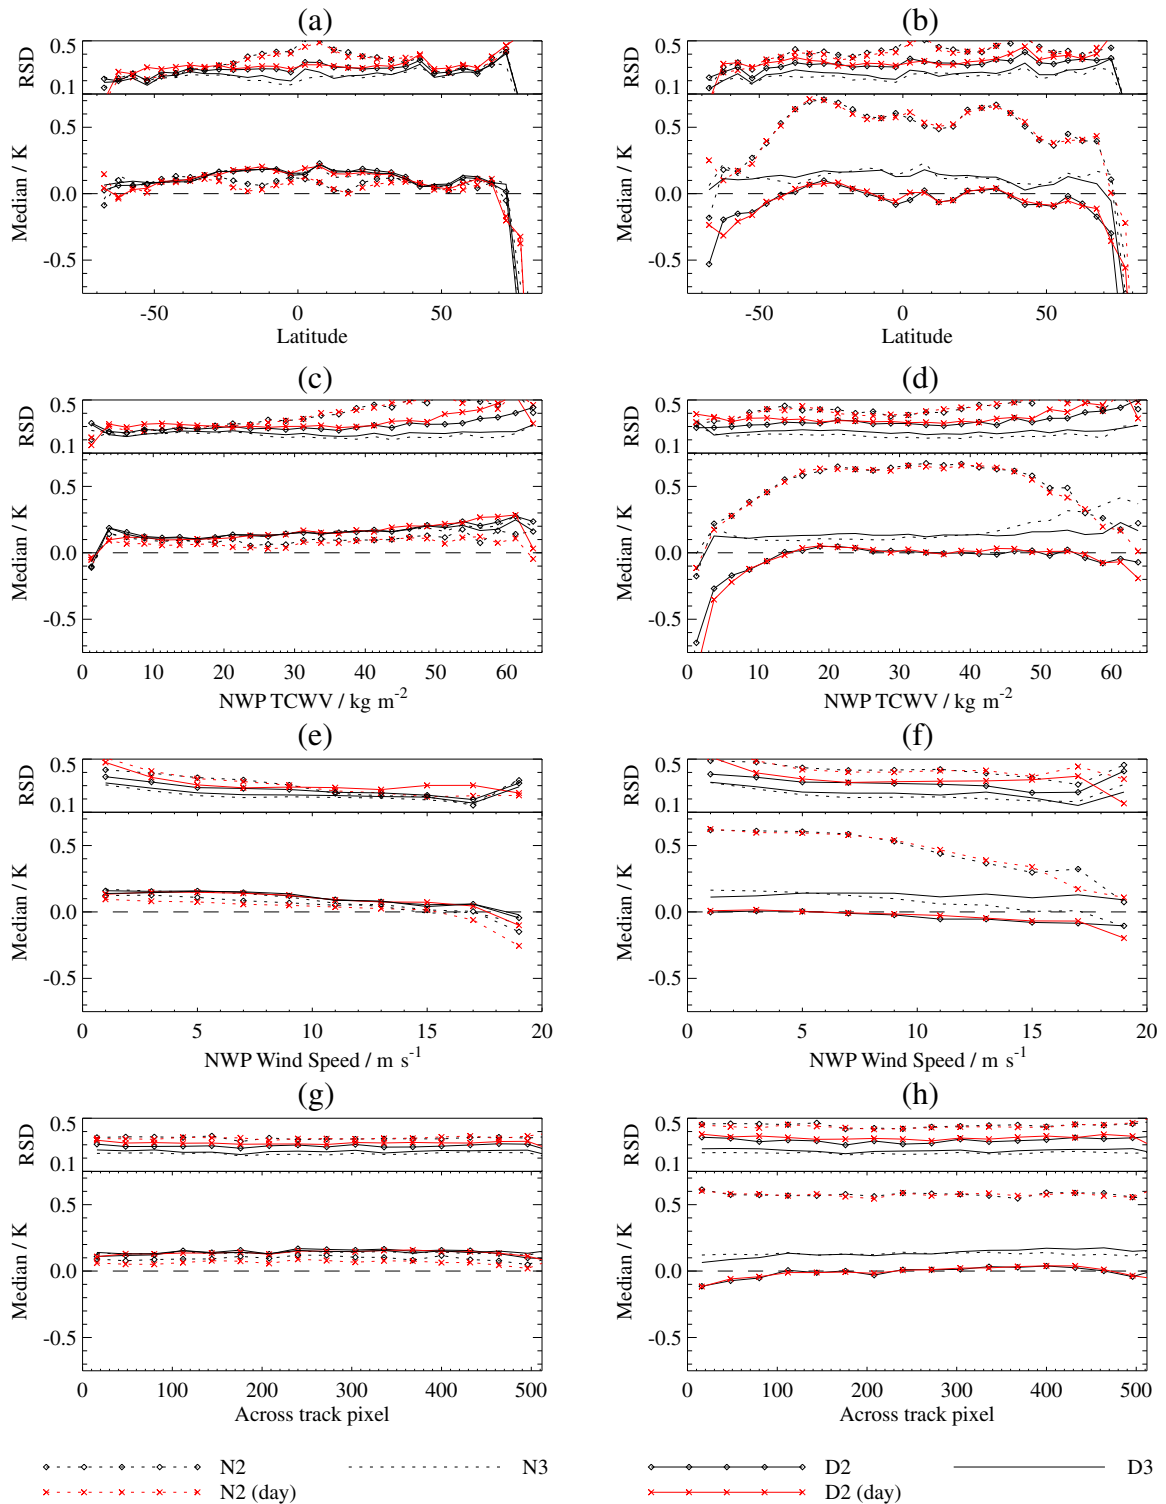 (a)
(b)
RSD
0.5
0.1
RSD
0.5
0.1
Median / K
0.5
0.0
-0.5
Median / K
0.5
0.0
-0.5
-50
0
50
-50
0
50
Latitude
Latitude
(c)
(d)
RSD
0.5
0.1
RSD
0.5
0.1
Median / K
0.5
0.0
-0.5
Median / K
0.5
0.0
-0.5
0 10 20 30 40 50 60
0 10 20 30 40 50 60
NWP TCWV / kg m-2
NWP TCWV / kg m-2
(e)
(f)
RSD
0.5
0.1
RSD
0.5
0.1
Median / K
0.5
0.0
-0.5
Median / K
0.5
0.0
-0.5
0 5 10 15 20
0 5 10 15 20
NWP Wind Speed / m s-1
NWP Wind Speed / m s-1
(g)
(h)
RSD
0.5
0.1
RSD
0.5
0.1
Median / K
0.5
0.0
-0.5
Median / K
0.5
0.0
-0.5
0 100 200 300 400 500
0 100 200 300 400 500
Across track pixel
Across track pixel
N2
N3
D2
D3
N2 (day)
D2 (day)